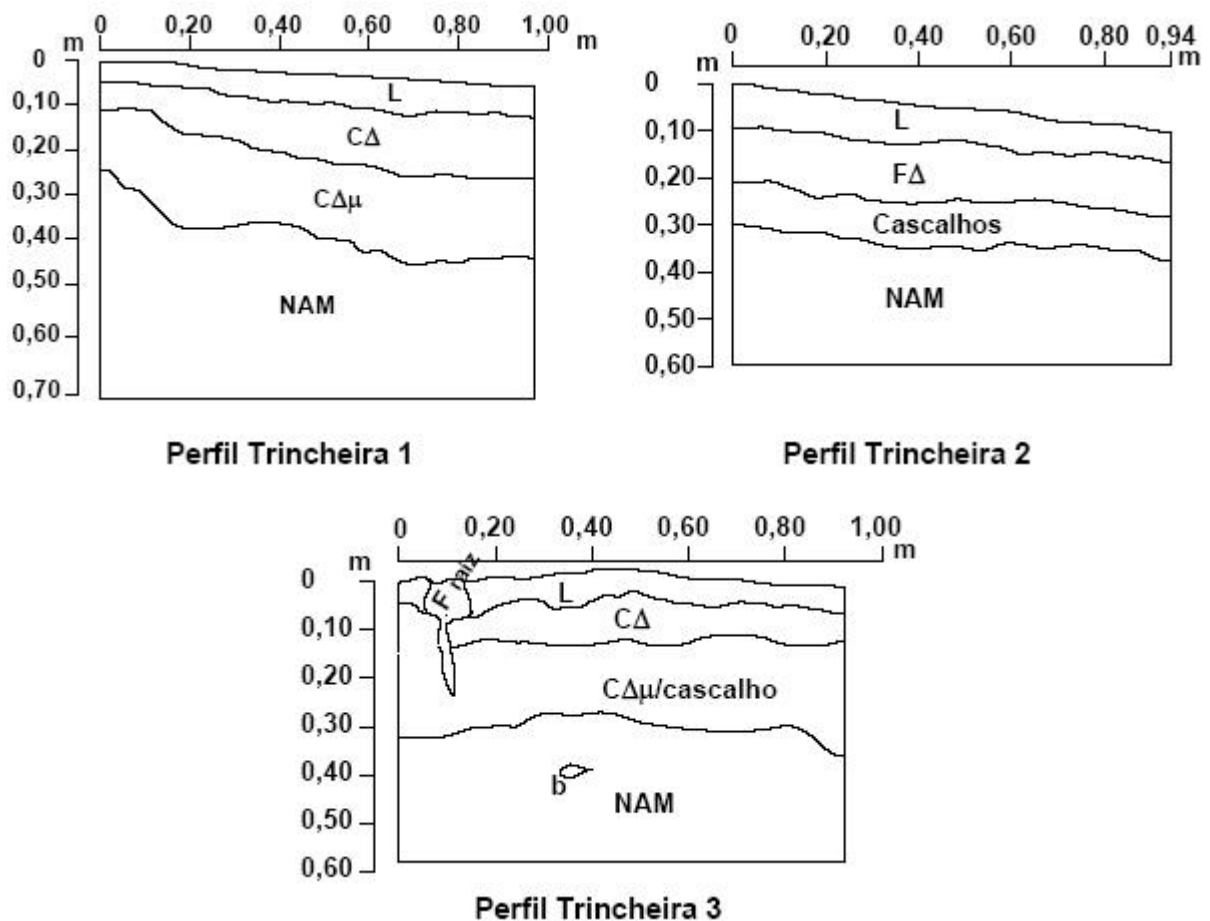 0 0,20 0,40 0,60 0,80 1,00
m m
0
0,10
0,20
0,30
0,40
0,50
0,60
0,70
L
CΔ
CΔμ
NAM
Perfil Trincheira 1
0 0,20 0,40 0,60 0,80 0,94
m m
0
0,10
0,20
0,30
0,40
0,50
0,60
L
FΔ
Cascalhos
NAM
Perfil Trincheira 2
0 0,20 0,40 0,60 0,80 1,00
m m
0
0,10
0,20
0,30
0,40
0,50
0,60
F raiz
L
CΔ
CΔμ/cascalho
b
NAM
Perfil Trincheira 3